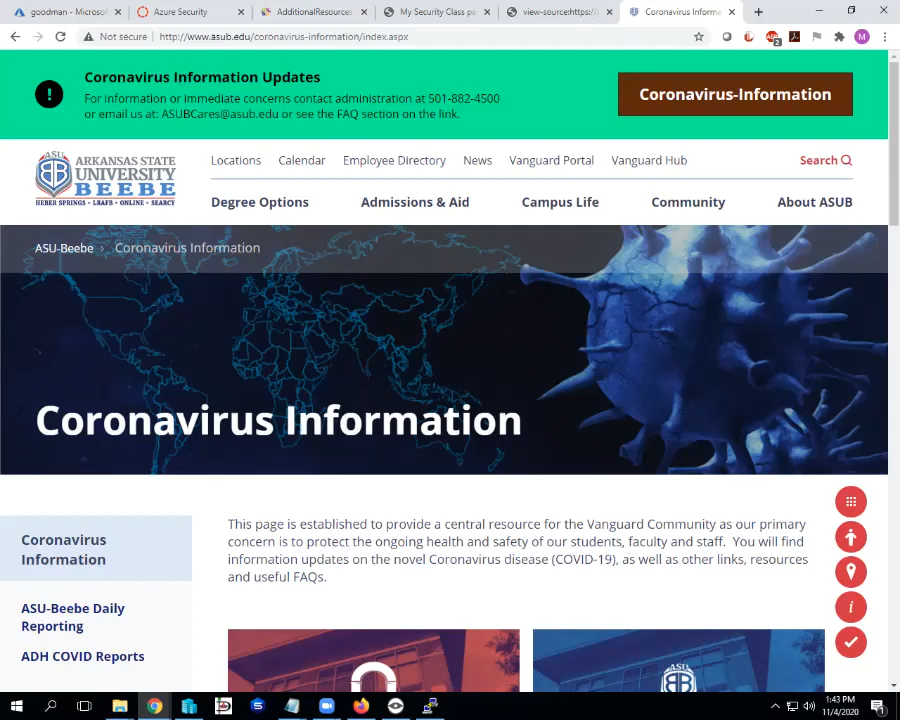 goodman - Microsoft
Azure Security
AdditionalResources
My Security Class pe
view-source:https://
Coronavirus Informa
Not secure | http://www.asub.edu/coronavirus-information/index.aspx
2
M
Coronavirus Information Updates
For information or immediate concerns contact administration at 501-882-4500
or email us at: ASUBCares@asub.edu or see the FAQ section on the link.
Coronavirus-Information
ASU
ARKANSAS STATE
UNIVERSITY
BEEBE
HEBER SPRINGS • LRAFB • ONLINE • SEARCY
Locations Calendar Employee Directory News Vanguard Portal Vanguard Hub Search
Degree Options Admissions & Aid Campus Life Community About ASUB
ASU-Beebe > Coronavirus Information
Coronavirus Information
Coronavirus
Information
ASU-Beebe Daily
Reporting
ADH COVID Reports
This page is established to provide a central resource for the Vanguard Community as our primary
concern is to protect the ongoing health and safety of our students, faculty and staff. You will find
information updates on the novel Coronavirus disease (COVID-19), as well as other links, resources
and useful FAQs.
ASU
1:43 PM
11/4/2020
1